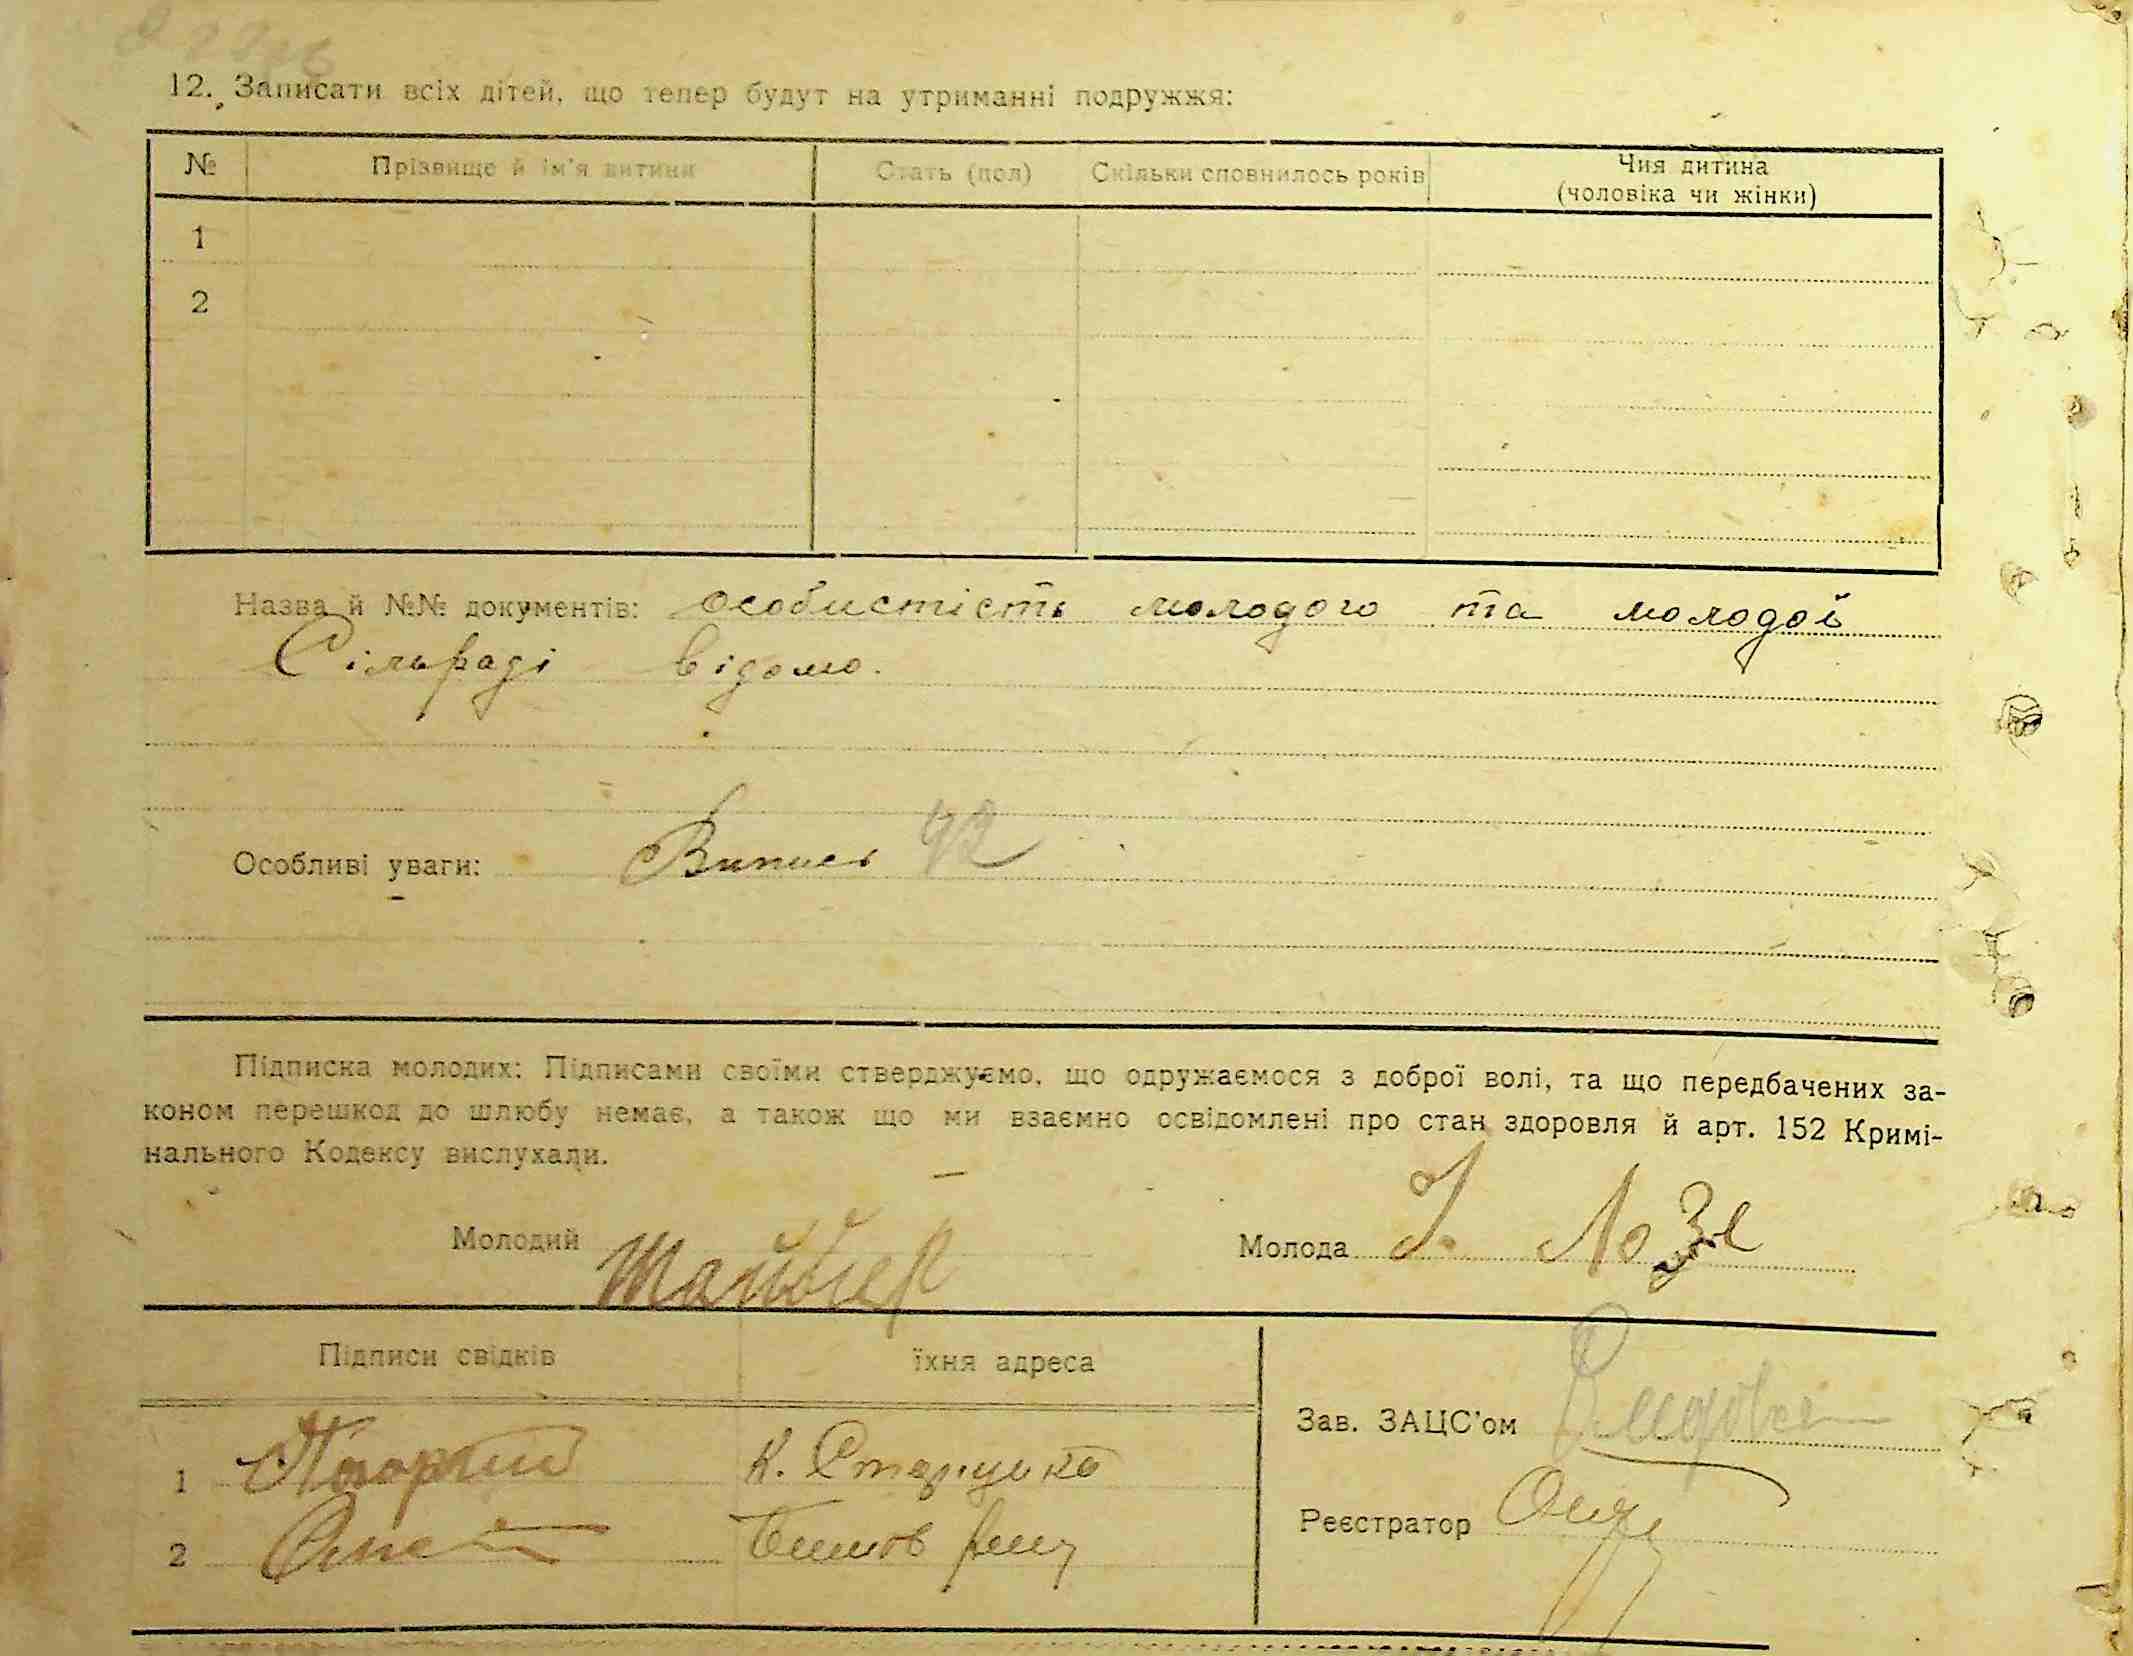 12. Записати всіх дітей, що тепер будут на утриманні подружжя:
№ Прізвище й ім'я дитини Стать (пол) Скільки сповнилось років Чия дитина
(чоловіка чи жінки)
1
2
Назва й №№ документів: особистість молодого та молодої
Сільраді відомо.
Особливі уваги: Випись 92
Підписка молодих: Підписами своїми стверджуємо, що одружаємося з доброї волі, та що передбачених за-
коном перешкод до шлюбу немає, а також що ми взаємно освідомлені про стан здоровля й арт. 152 Кримі-
нального Кодексу вислухали.
Молодий Молода
Підписи свідків їхня адреса
Зав. ЗАЦС'ом
1 К.
Реєстратор
2